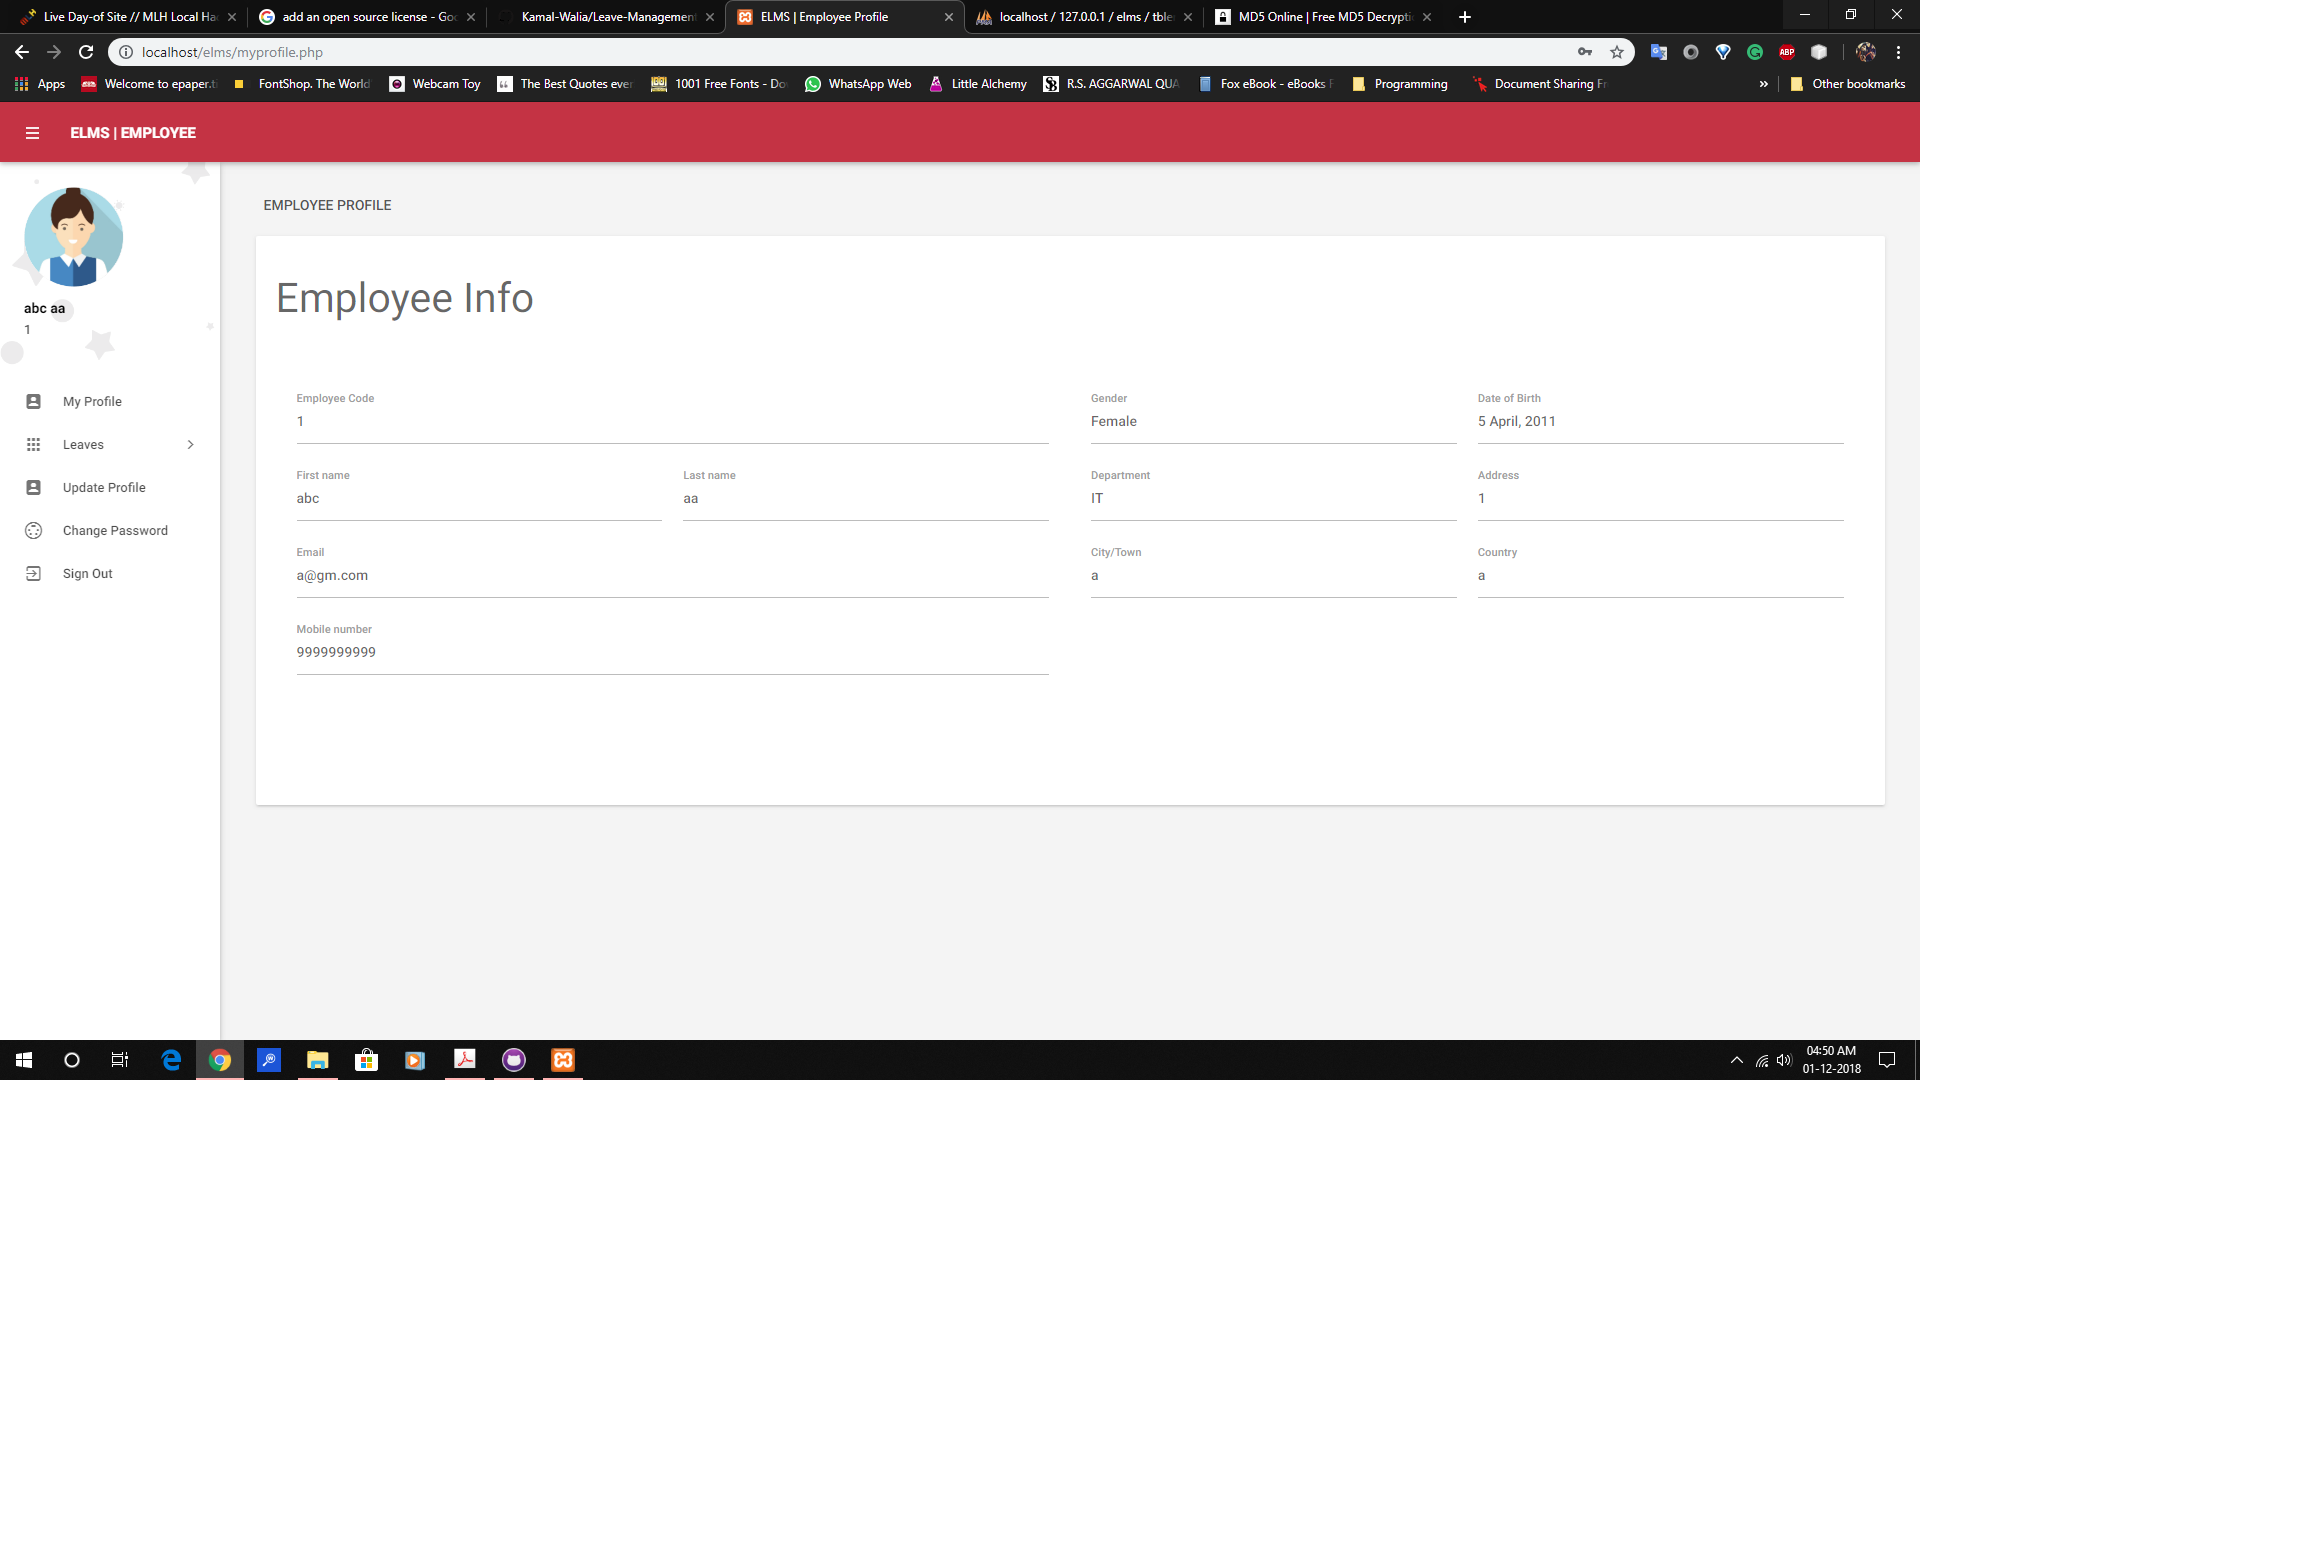 Live Day-of Site // MLH Local Ha
add an open source license - Goo
Kamal-Walia/Leave-Management
ELMS | Employee Profile
localhost / 127.0.0.1 / elms / tble
MD5 Online | Free MD5 Decrypti
localhost/elms/myprofile.php
Apps
Welcome to epaper.ti
FontShop. The World
Webcam Toy
The Best Quotes ever
1001 Free Fonts - Do
WhatsApp Web
Little Alchemy
R.S. AGGARWAL QUA
Fox eBook - eBooks F
Programming
Document Sharing Fr
»
Other bookmarks
ELMS | EMPLOYEE
abc aa
1
My Profile
Leaves
Update Profile
Change Password
Sign Out
EMPLOYEE PROFILE
Employee Info
Employee Code
1
Gender
Female
Date of Birth
5 April, 2011
First name
abc
Last name
aa
Department
IT
Address
1
Email
a@gm.com
City/Town
a
Country
a
Mobile number
9999999999
04:50 AM
01-12-2018